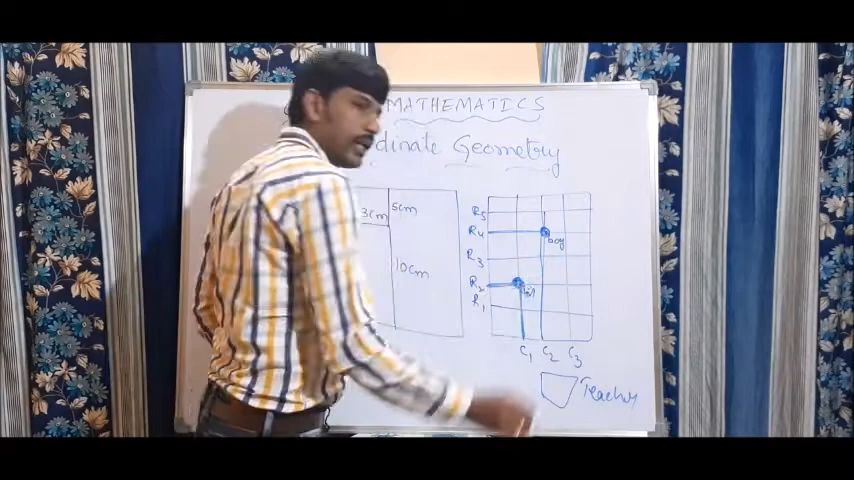 MATHEMATICS
dinate Geometry
3cm 5cm
10cm
R5
R4 boy
R3
R2
R1
C1 C2 C3
Teacher